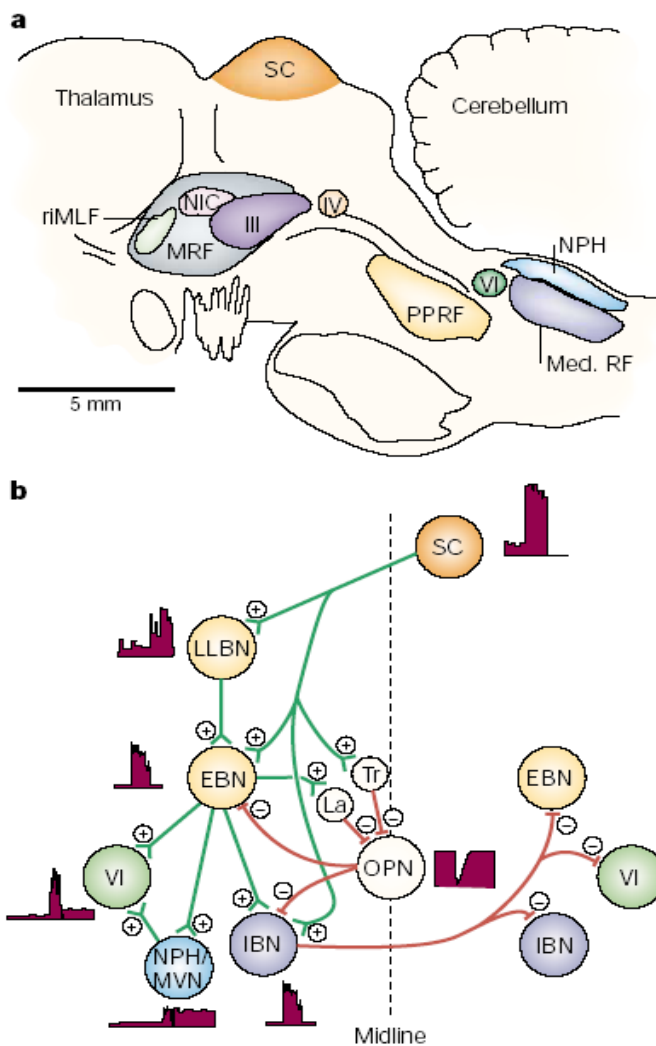 a
SC
Thalamus
Cerebellum
NIC
IV
riMLF
III
NPH
MRF
VI
PPRF
Med. RF
5 mm
b
SC
+
LLBN
+
+
+
EBN
Tr
EBN
+
La
−
−
−
−
−
+
OPN
VI
−
VI
+
+
+
−
+
IBN
−
IBN
NPH/
MVN
Midline